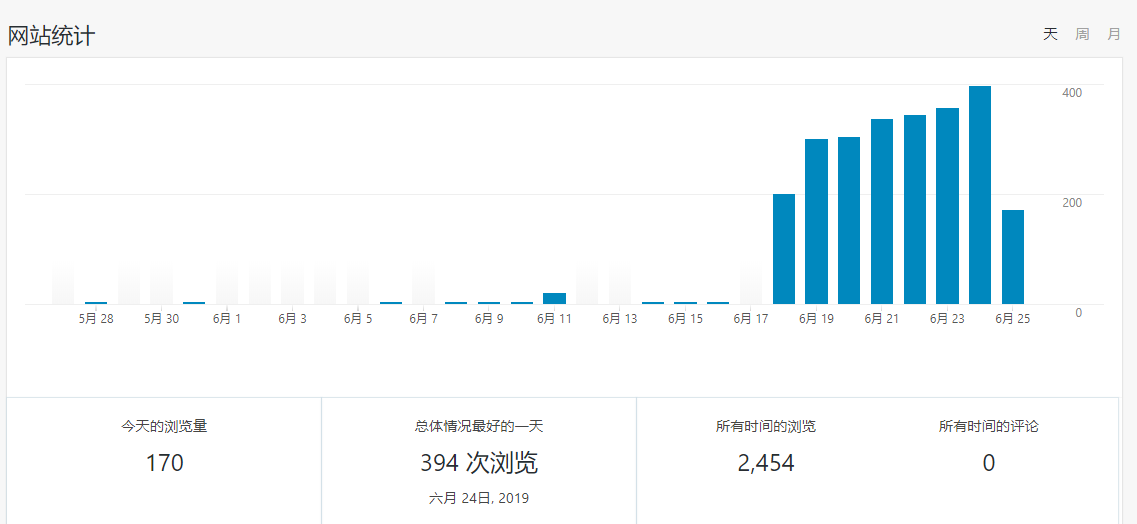 网站统计
天 周 月
400
200
0
5月 28 5月 30 6月 1 6月 3 6月 5 6月 7 6月 9 6月 11 6月 13 6月 15 6月 17 6月 19 6月 21 6月 23 6月 25
今天的浏览量 总体情况最好的一天 所有时间的浏览 所有时间的评论
170 394 次浏览 2,454 0
六月 24日, 2019